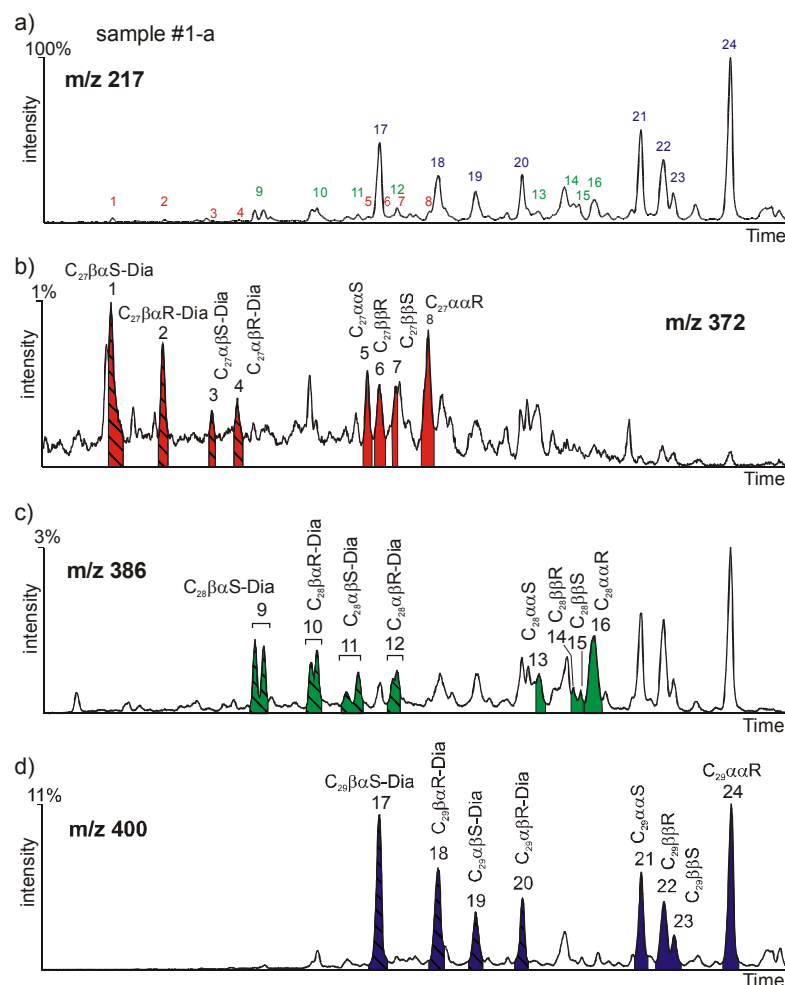 a) sample #1-a
100%
m/z 217
intensity
1 2 3 4 9 10 11 5 17 6 12 7 8 18 19 20 13 14 15 16 21 22 23 24
Time
b)
1%
m/z 372
intensity
C₂₇βαS-Dia
1
C₂₇βαR-Dia
2
C₂₇αβS-Dia
3
C₂₇αβR-Dia
4
C₂₇ααS
5
C₂₇ββR
6
C₂₇ββS
7
C₂₇ααR
8
Time
c)
3%
m/z 386
intensity
C₂₈βαS-Dia
9
C₂₈βαR-Dia
10
C₂₈αβS-Dia
11
C₂₈αβR-Dia
12
C₂₈ααS
13
C₂₈ββR
14
C₂₈ββS
15
C₂₈ααR
16
Time
d)
11%
m/z 400
intensity
C₂₉βαS-Dia
17
C₂₉βαR-Dia
18
C₂₉αβS-Dia
19
C₂₉αβR-Dia
20
C₂₉ααS
21
C₂₉ββR
22
C₂₉ββS
23
C₂₉ααR
24
Time